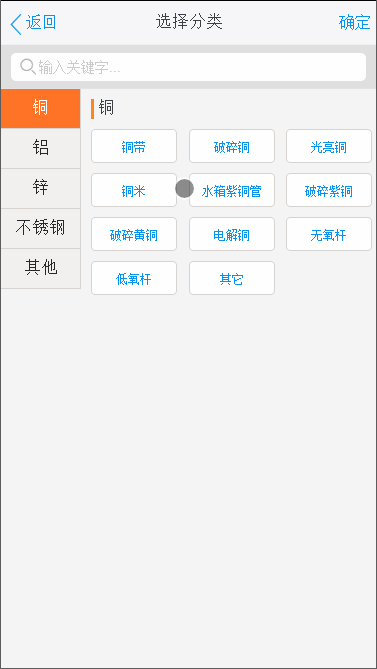 返回 选择分类 确定
输入关键字...
铜
铝
锌
不锈钢
其他
铜
铜带 破碎铜 光亮铜
铜米 水箱紫铜管 破碎紫铜
破碎黄铜 电解铜 无氧杆
低氧杆 其它